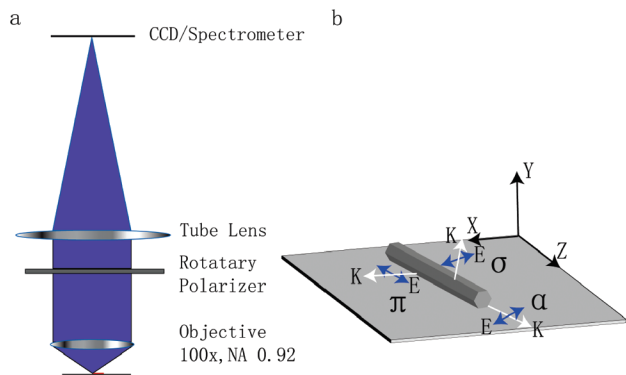 a
CCD/Spectrometer
Tube Lens
Rotatary
Polarizer
Objective
100x,NA 0.92
b
Y
X
Z
K
E
σ
K
E
π
E
α
K